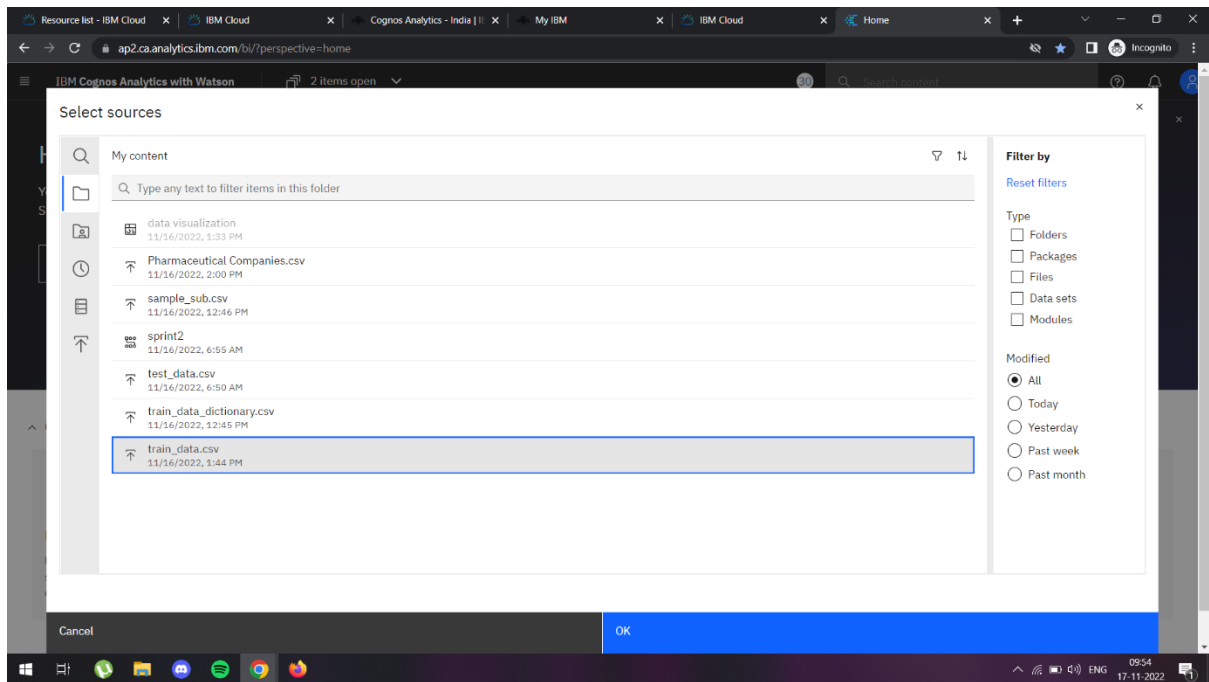 Resource list - IBM Cloud
IBM Cloud
Cognos Analytics - India | I
My IBM
IBM Cloud
Home
ap2.ca.analytics.ibm.com/bi/?perspective=home
Incognito
IBM Cognos Analytics with Watson
2 items open
30
Search content
Select sources
My content
Type any text to filter items in this folder
data visualization
11/16/2022, 1:33 PM
Pharmaceutical Companies.csv
11/16/2022, 2:00 PM
sample_sub.csv
11/16/2022, 12:46 PM
sprint2
11/16/2022, 6:55 AM
test_data.csv
11/16/2022, 6:50 AM
train_data_dictionary.csv
11/16/2022, 12:45 PM
train_data.csv
11/16/2022, 1:44 PM
Filter by
Reset filters
Type
Folders
Packages
Files
Data sets
Modules
Modified
All
Today
Yesterday
Past week
Past month
Cancel
OK
ENG
09:54
17-11-2022